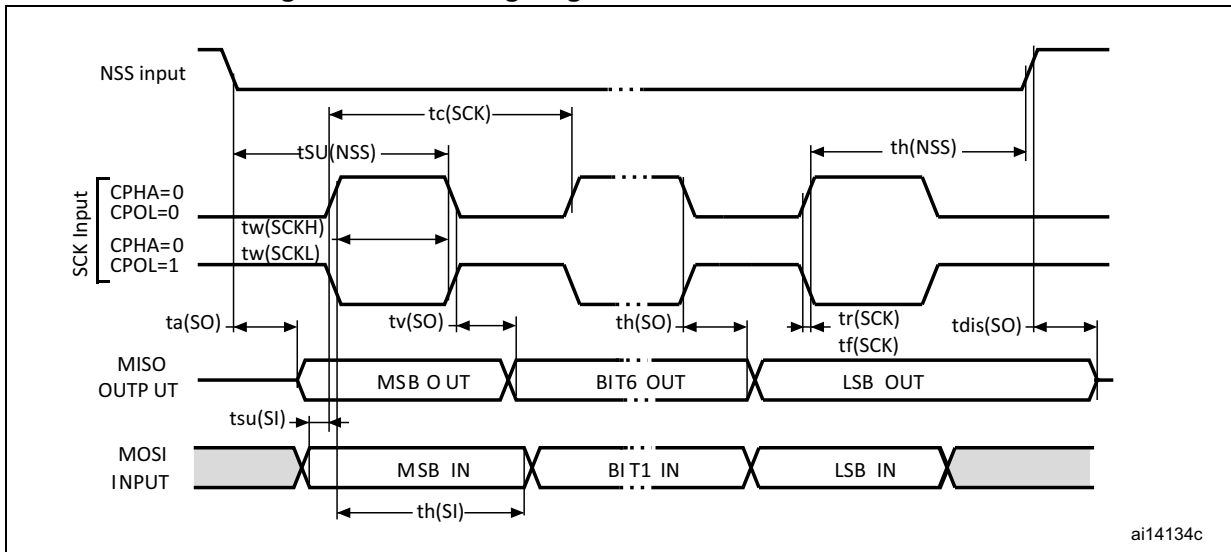 NSS input
tc(SCK)
tSU(NSS)
th(NSS)
SCK Input
CPHA=0
CPOL=0
tw(SCKH)
CPHA=0
tw(SCKL)
CPOL=1
ta(SO)
tv(SO)
th(SO)
tr(SCK)
tf(SCK)
tdis(SO)
MISO
OUTP UT
MSB O UT
BIT6 OUT
LSB OUT
tsu(SI)
MOSI
INPUT
MSB IN
BIT1 IN
LSB IN
th(SI)
ai14134c